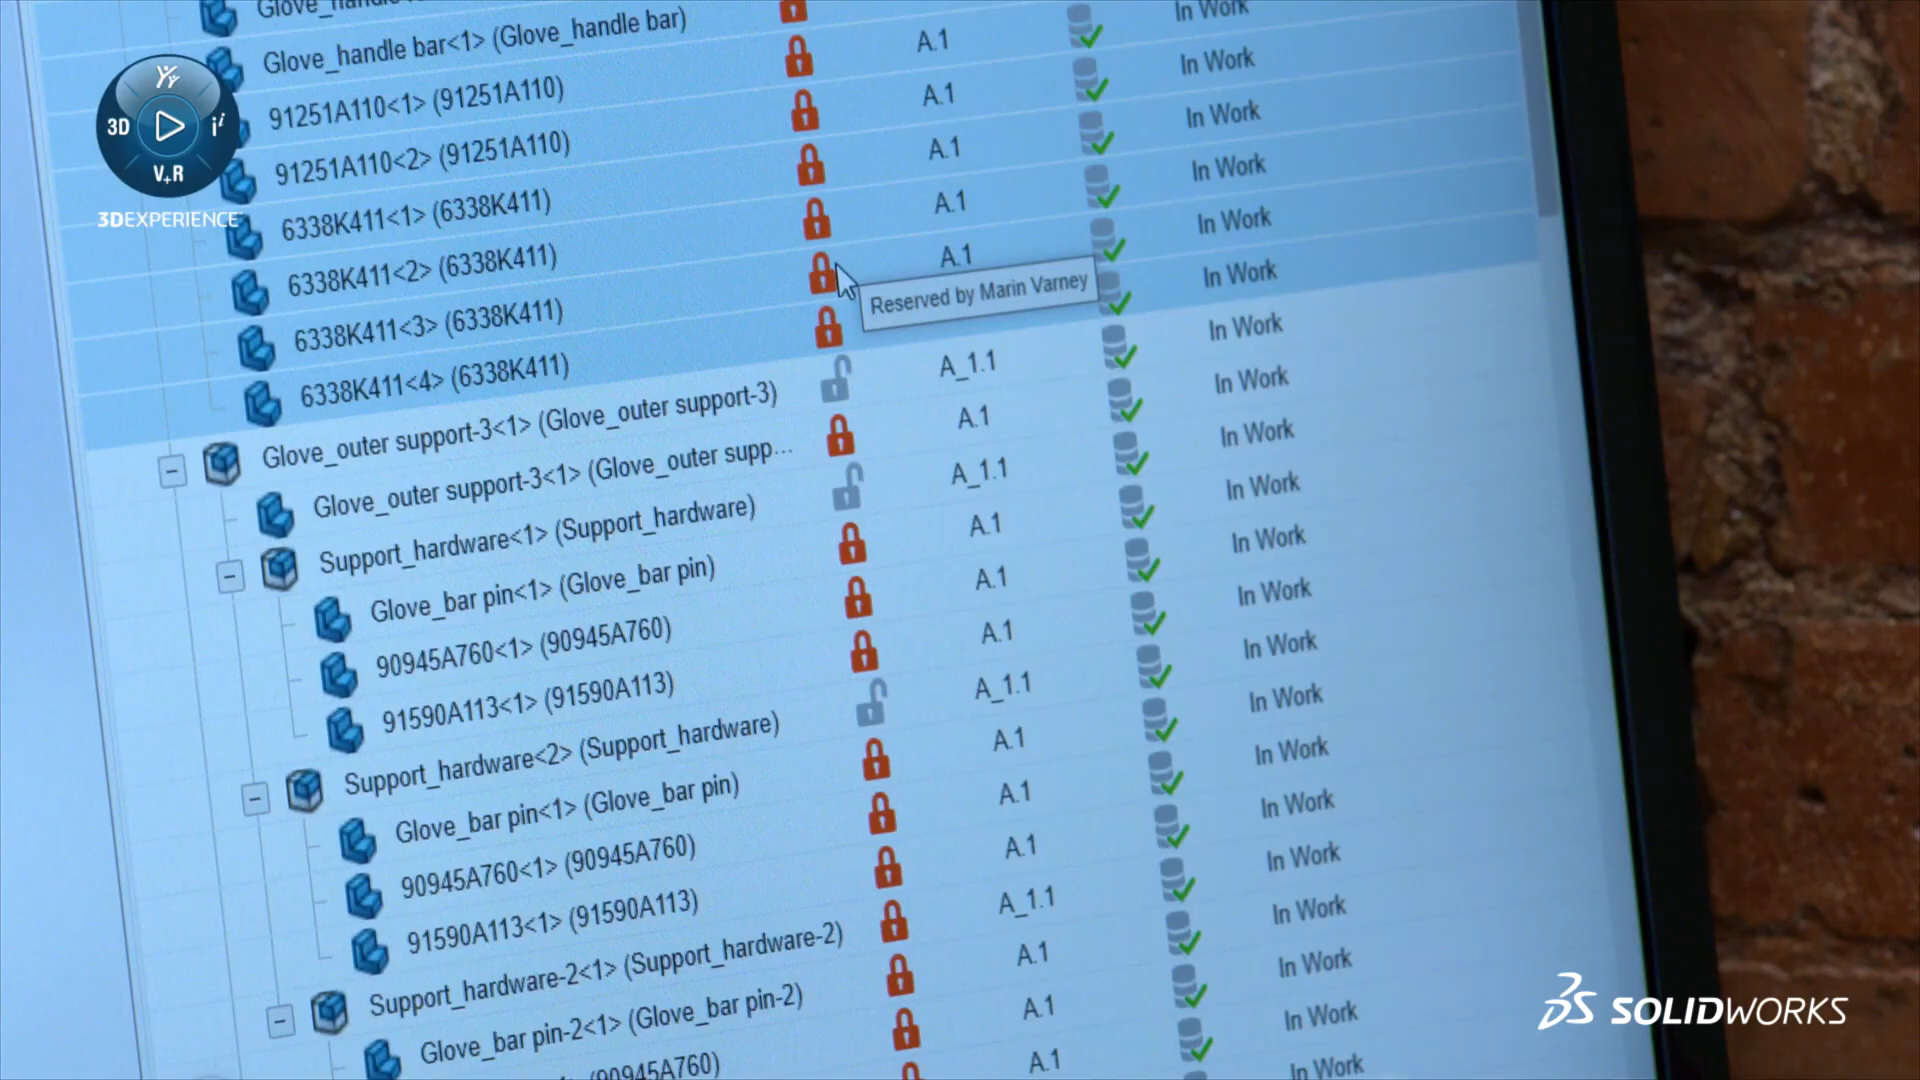 Glove_handle bar<1> (Glove_handle bar) A.1 In Work
91251A110<1> (91251A110) A.1 In Work
91251A110<2> (91251A110) A.1 In Work
6338K411<1> (6338K411) A.1 In Work
6338K411<2> (6338K411) A.1 In Work
6338K411<3> (6338K411) In Work
6338K411<4> (6338K411) In Work
Reserved by Marin Varney
Glove_outer support-3<1> (Glove_outer support-3) A_1.1 In Work
Glove_outer support-3<1> (Glove_outer supp... A.1 In Work
Support_hardware<1> (Support_hardware) A_1.1 In Work
Glove_bar pin<1> (Glove_bar pin) A.1 In Work
90945A760<1> (90945A760) A.1 In Work
91590A113<1> (91590A113) A.1 In Work
Support_hardware<2> (Support_hardware) A_1.1 In Work
Glove_bar pin<1> (Glove_bar pin) A.1 In Work
90945A760<1> (90945A760) A.1 In Work
91590A113<1> (91590A113) A.1 In Work
Support_hardware-2<1> (Support_hardware-2) A_1.1 In Work
Glove_bar pin-2<1> (Glove_bar pin-2) A.1 In Work
(90945A760) A.1 In Work
A.1 In Work
3D
V+R
3DEXPERIENCE
SOLIDWORKS